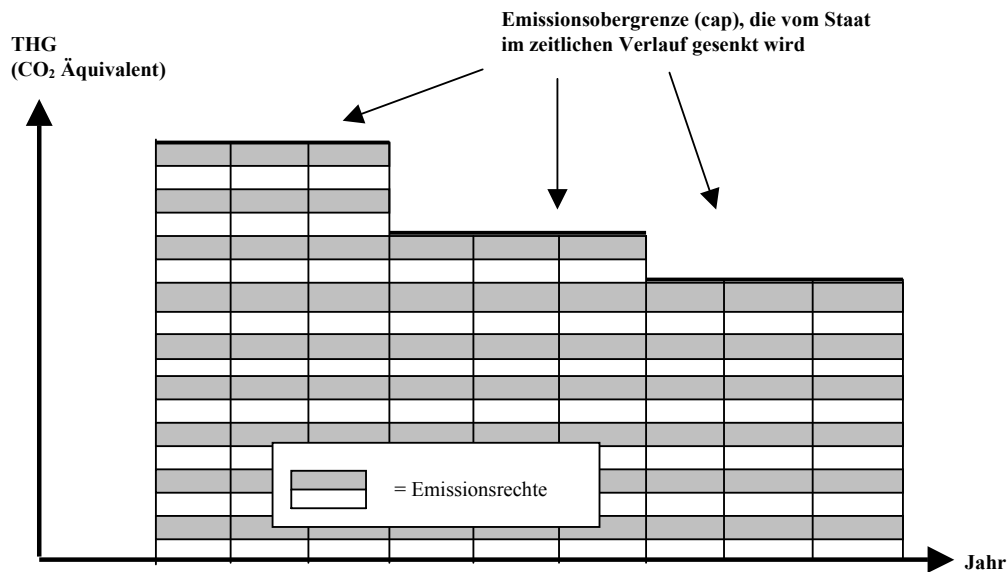 Emissionsobergrenze (cap), die vom Staat
im zeitlichen Verlauf gesenkt wird
THG
(CO₂ Äquivalent)
= Emissionsrechte
Jahr